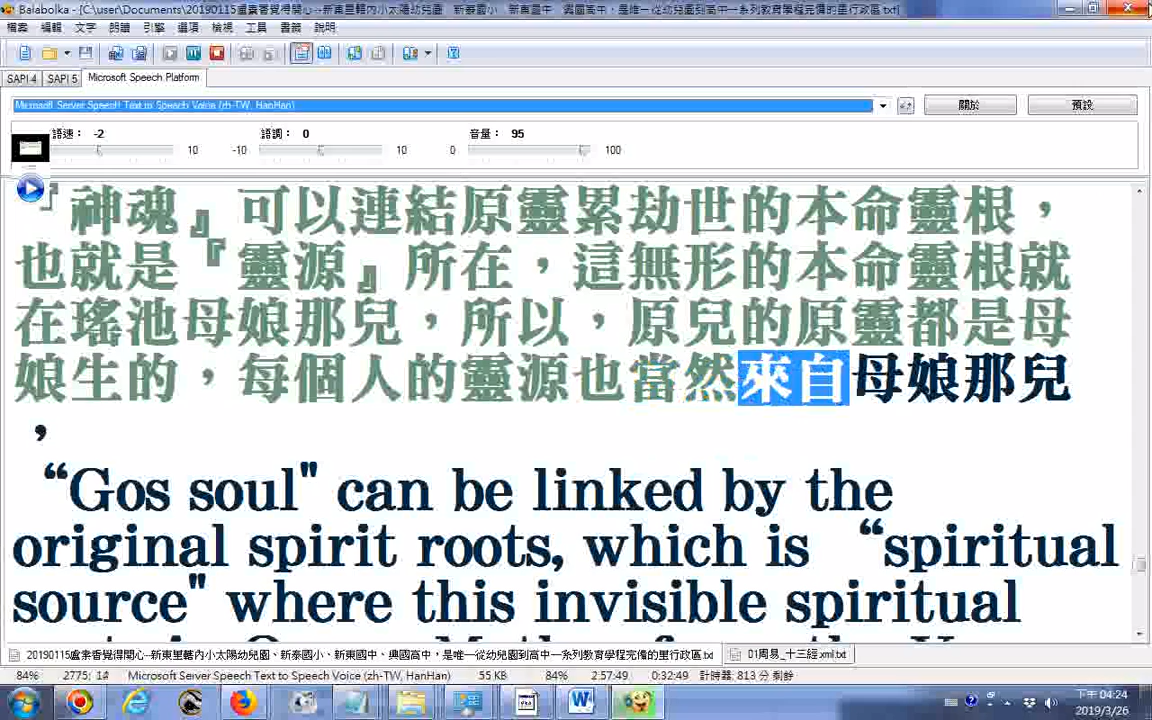 Balabolka - [C:\user\Documents\20190115盧素香覺得開心--新東里轄內小太陽幼兒園、新泰國小、新東國中、興國高中，是唯一從幼兒園到高中一系列教育學程完備的里行政區.txt]
檔案 編輯 文字 朗讀 引擎 選項 檢視 工具 書籤 說明
SAPI 4 SAPI 5 Microsoft Speech Platform
Microsoft Server Speech Text to Speech Voice (zh-TW, HanHan)
關於 預設
語速： -2 語調： 0 音量： 95
10 -10 10 0 100
『神魂』可以連結原靈累劫世的本命靈根，
也就是『靈源』所在，這無形的本命靈根就
在瑤池母娘那兒，所以，原兒的原靈都是母
娘生的，每個人的靈源也當然來自母娘那兒
，
“Gos soul" can be linked by the
original spirit roots, which is “spiritual
source" where this invisible spiritual
20190115盧素香覺得開心--新東里轄內小太陽幼兒園、新泰國小、新東國中、興國高中，是唯一從幼兒園到高中一系列教育學程完備的里行政區.txt 01周易_十三經.xml.txt
84% 2775: 14 Microsoft Server Speech Text to Speech Voice (zh-TW, HanHan) 55 KB 84% 2:57:49 0:32:49 計時器: 813 分 剩餘
下午 04:24
2019/3/26